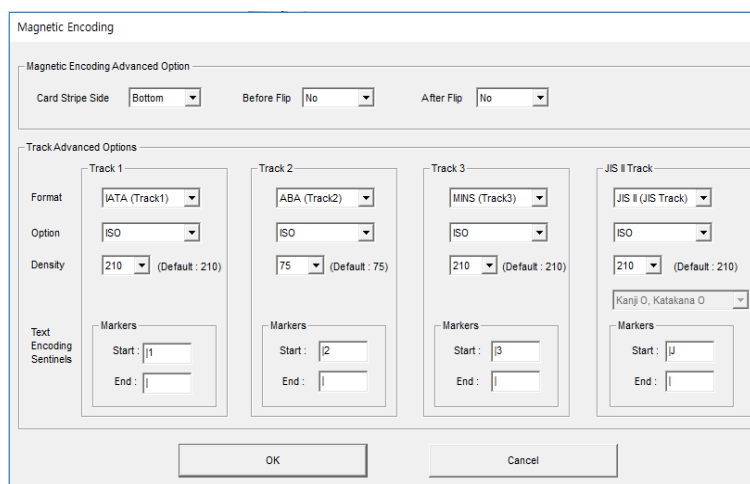 Magnetic Encoding
Magnetic Encoding Advanced Option
Card Stripe Side Bottom Before Flip No After Flip No
Track Advanced Options
Track 1 Track 2 Track 3 JIS II Track
Format IATA (Track1) ABA (Track2) MINS (Track3) JIS II (JIS Track)
Option ISO ISO ISO ISO
Density 210 (Default : 210) 75 (Default : 75) 210 (Default : 210) 210 (Default : 210)
Kanji O, Katakana O
Text Encoding Sentinels
Markers Markers Markers Markers
Start : |1 Start : |2 Start : |3 Start : |J
End : | End : | End : | End : |
OK Cancel